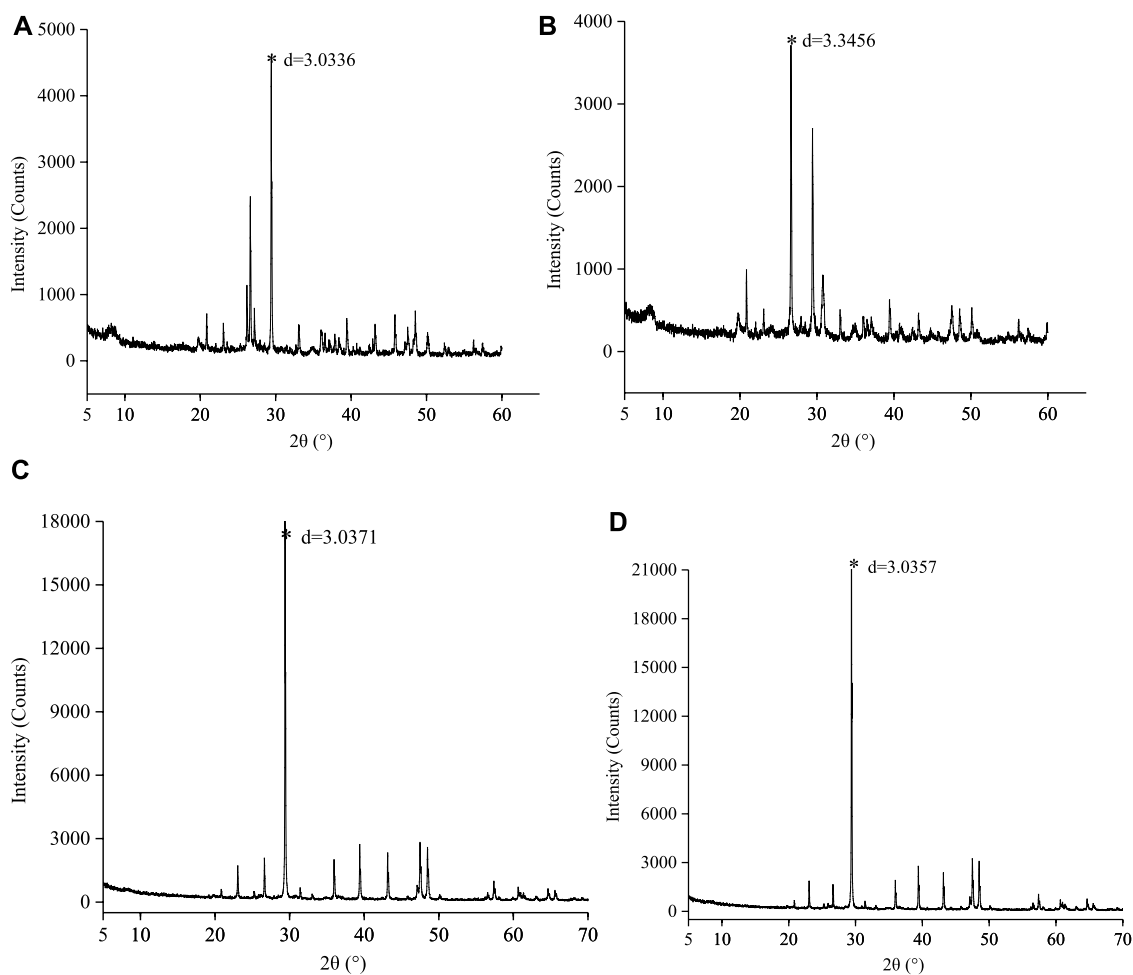 A
5000
4000
3000
2000
1000
0
Intensity (Counts)
* d=3.0336
5 10 20 30 40 50 60
2θ (°)
B
4000
3000
2000
1000
0
Intensity (Counts)
* d=3.3456
5 10 20 30 40 50 60
2θ (°)
C
18000
15000
12000
9000
6000
3000
0
Intensity (Counts)
* d=3.0371
5 10 20 30 40 50 60 70
2θ (°)
D
21000
18000
15000
12000
9000
6000
3000
0
Intensity (Counts)
* d=3.0357
5 10 20 30 40 50 60 70
2θ (°)